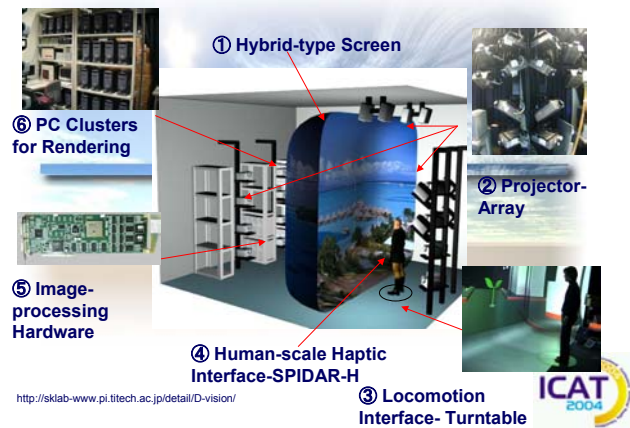 ① Hybrid-type Screen
⑥ PC Clusters
for Rendering
② Projector-
Array
⑤ Image-
processing
Hardware
④ Human-scale Haptic
Interface-SPIDAR-H
③ Locomotion
Interface- Turntable
http://sklab-www.pi.titech.ac.jp/detail/D-vision/
ICAT
2004